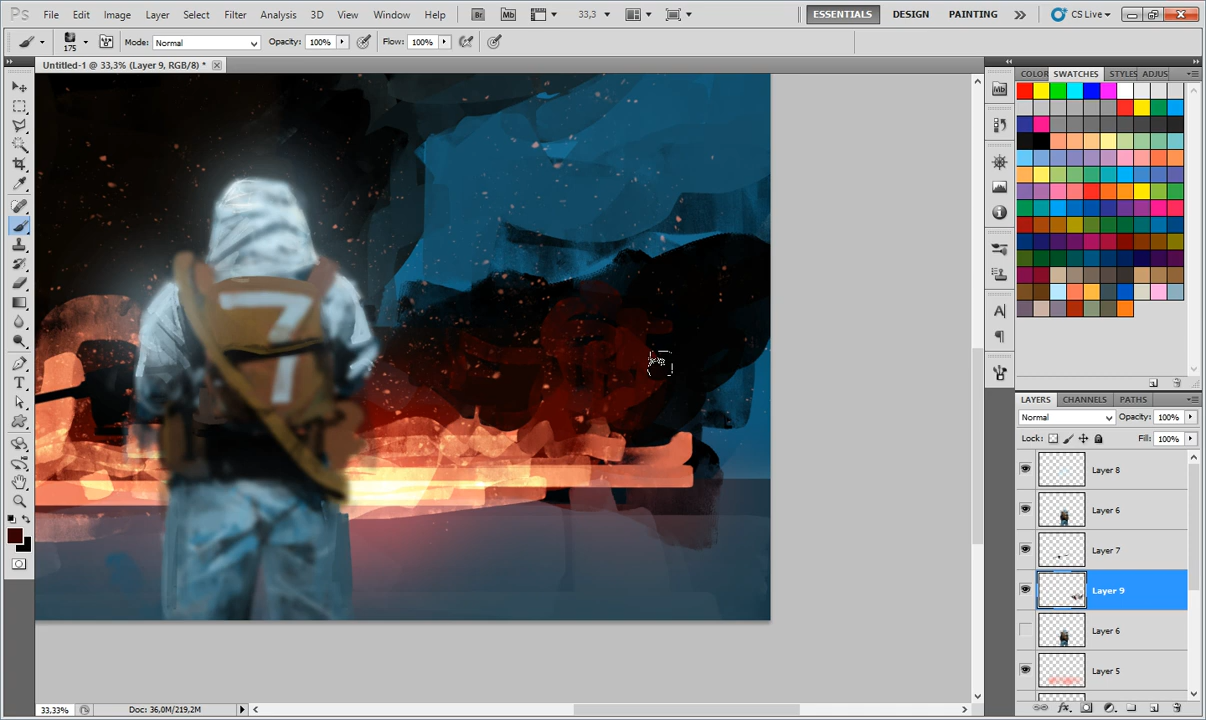 Ps File Edit Image Layer Select Filter Analysis 3D View Window Help Br Mb 33,3 ESSENTIALS DESIGN PAINTING CS Live
175 Mode: Normal Opacity: 100% Flow: 100%
Untitled-1 @ 33,3% (Layer 9, RGB/8) *
COLOR SWATCHES STYLES ADJUS
Mb
7
1
A
T
LAYERS CHANNELS PATHS
Normal Opacity: 100%
Lock: Fill: 100%
Layer 8
Layer 6
Layer 7
Layer 9
Layer 6
Layer 5
fx
33,33% Doc: 36,0M/219,2M